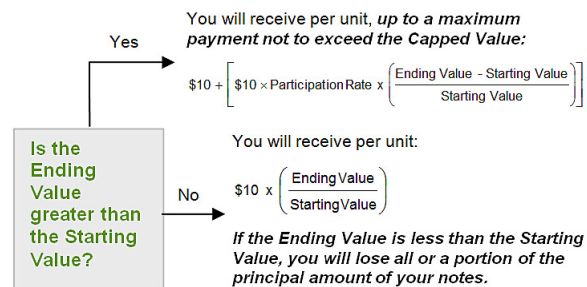 You will receive per unit, up to a maximum
Yes
payment not to exceed the Capped Value:
$10 + [ $10 × Participation Rate x ( Ending Value - Starting Value / Starting Value ) ]
Is the
Ending
Value
greater than
the Starting
Value?
You will receive per unit:
No
$10 x ( Ending Value / Starting Value )
If the Ending Value is less than the Starting
Value, you will lose all or a portion of the
principal amount of your notes.